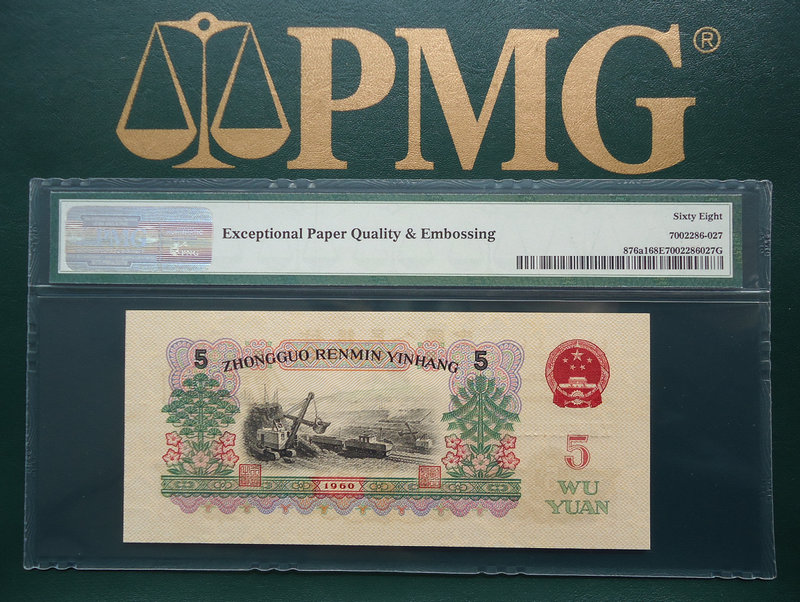 PMG®
Sixty Eight
Exceptional Paper Quality & Embossing
7002286-027
876a168E7002286027G
5 ZHONGGUO RENMIN YINHANG 5
5
WU
YUAN
1960